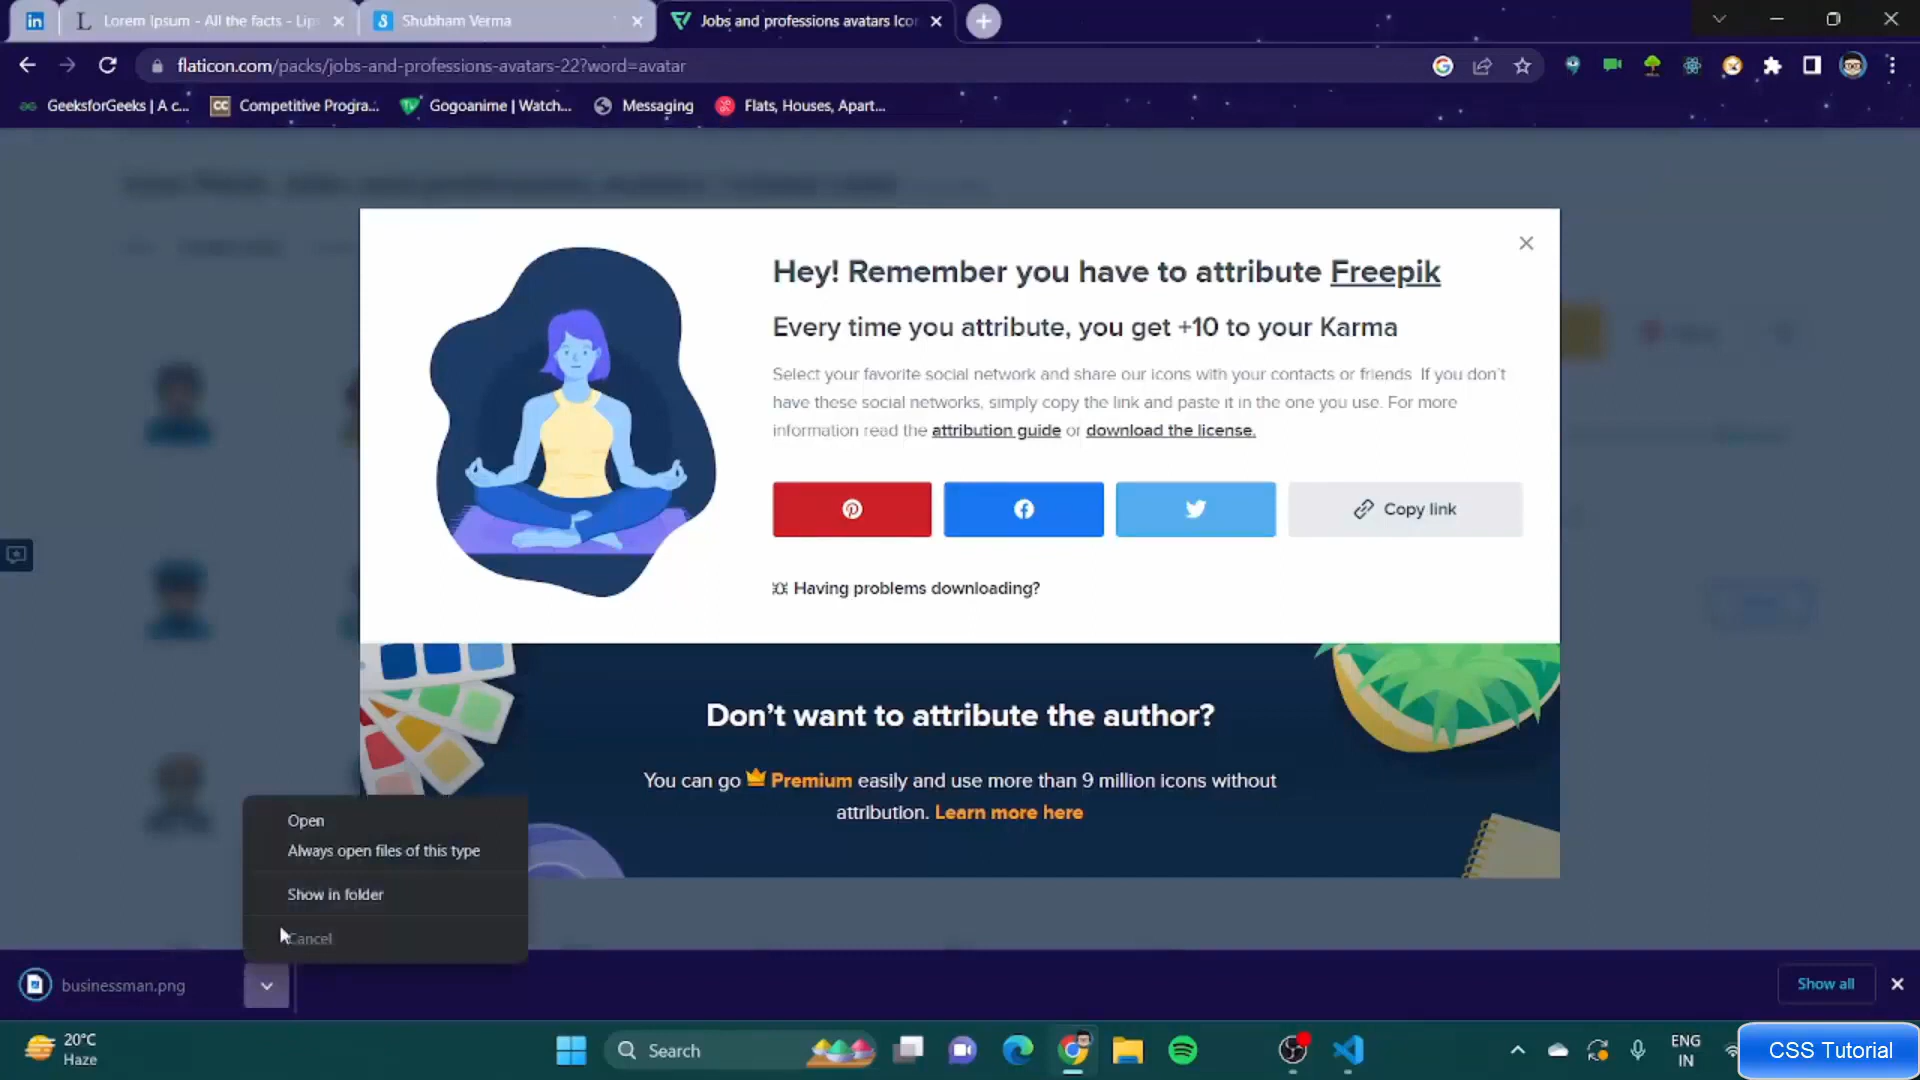 Lorem Ipsum - All the facts - Lip
Shubham Verma
Jobs and professions avatars Ico
flaticon.com/packs/jobs-and-professions-avatars-22?word=avatar
GeeksforGeeks | A c...
Competitive Progra...
Gogoanime | Watch...
Messaging
Flats, Houses, Apart...
Hey! Remember you have to attribute Freepik
Every time you attribute, you get +10 to your Karma
Select your favorite social network and share our icons with your contacts or friends. If you don't
have these social networks, simply copy the link and paste it in the one you use. For more
information read the attribution guide or download the license.
Copy link
Having problems downloading?
Don't want to attribute the author?
You can go Premium easily and use more than 9 million icons without
attribution. Learn more here
Open
Always open files of this type
Show in folder
Cancel
businessman.png
Show all
20°C
Haze
Search
ENG
IN
CSS Tutorial